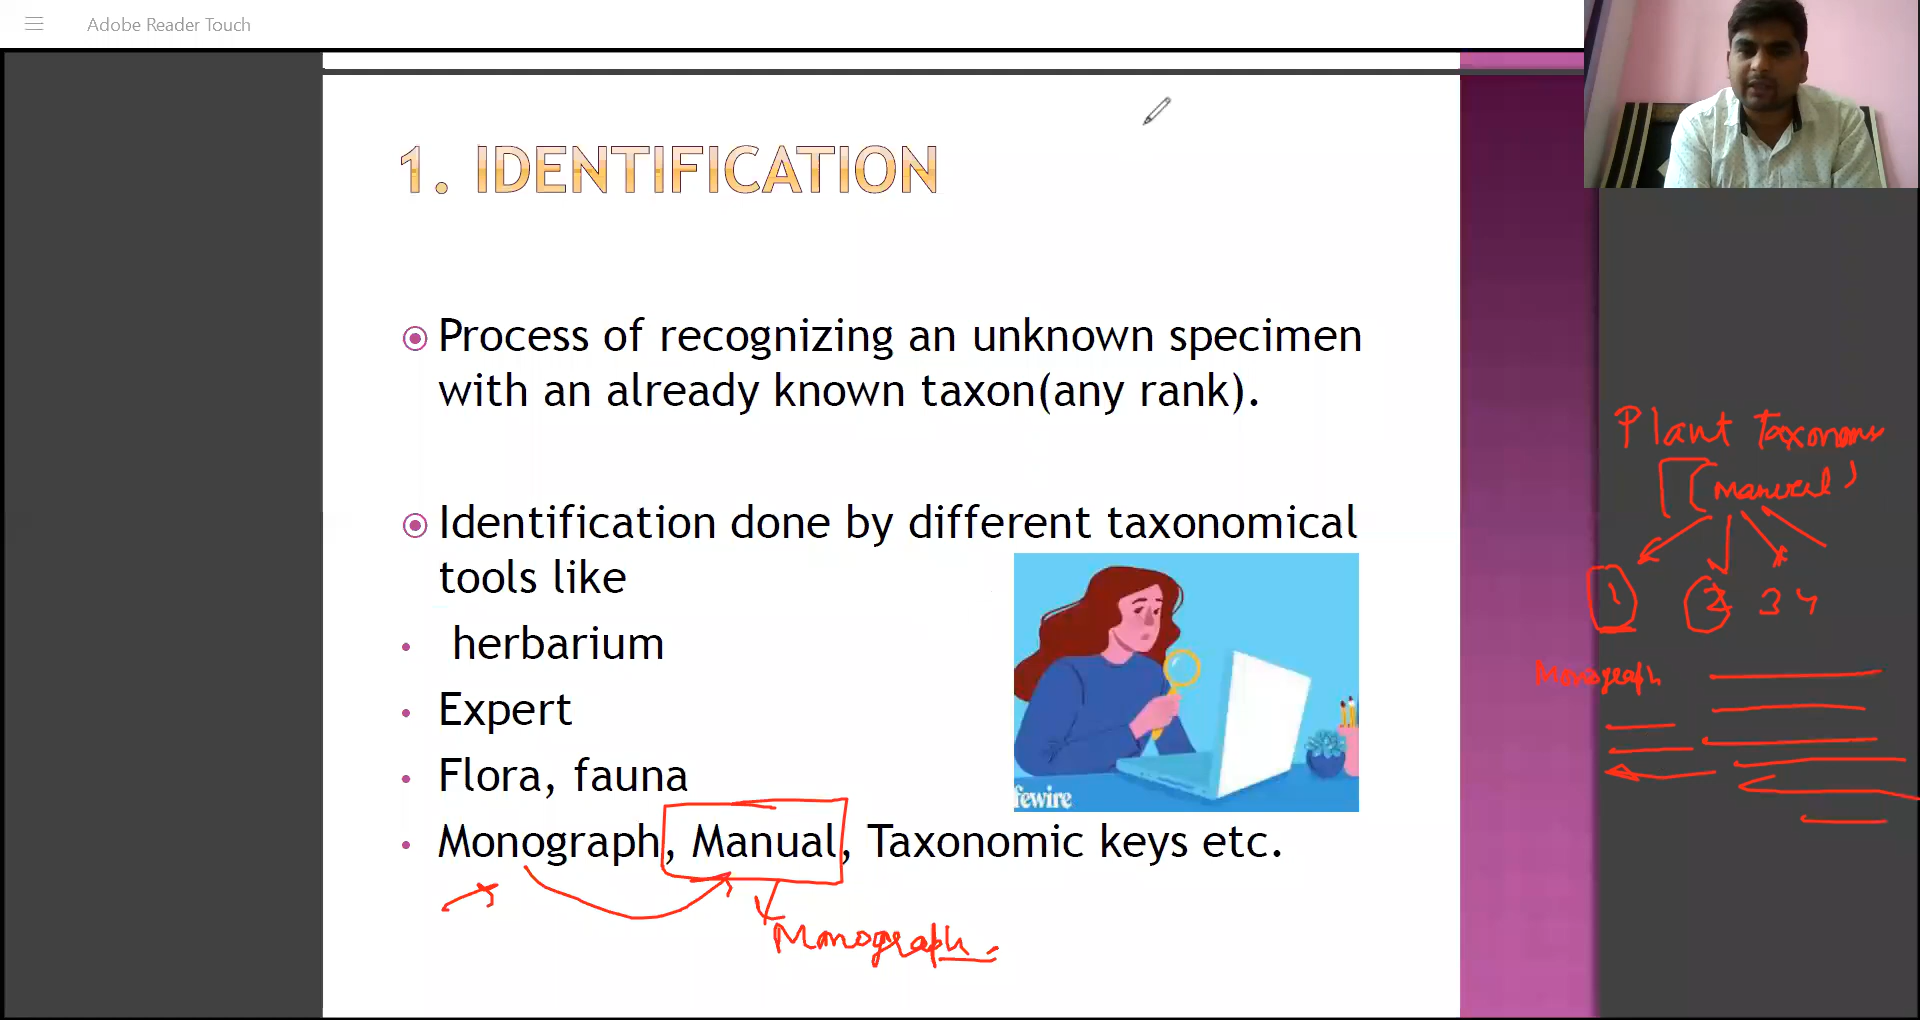 Adobe Reader Touch
1. IDENTIFICATION
Process of recognizing an unknown specimen
with an already known taxon(any rank).
Identification done by different taxonomical
tools like
herbarium
Expert
Flora, fauna
Monograph, Manual, Taxonomic keys etc.
Monograph
fewire
Plant Taxonomy
(Manual)
1 2 3 4
Monograph